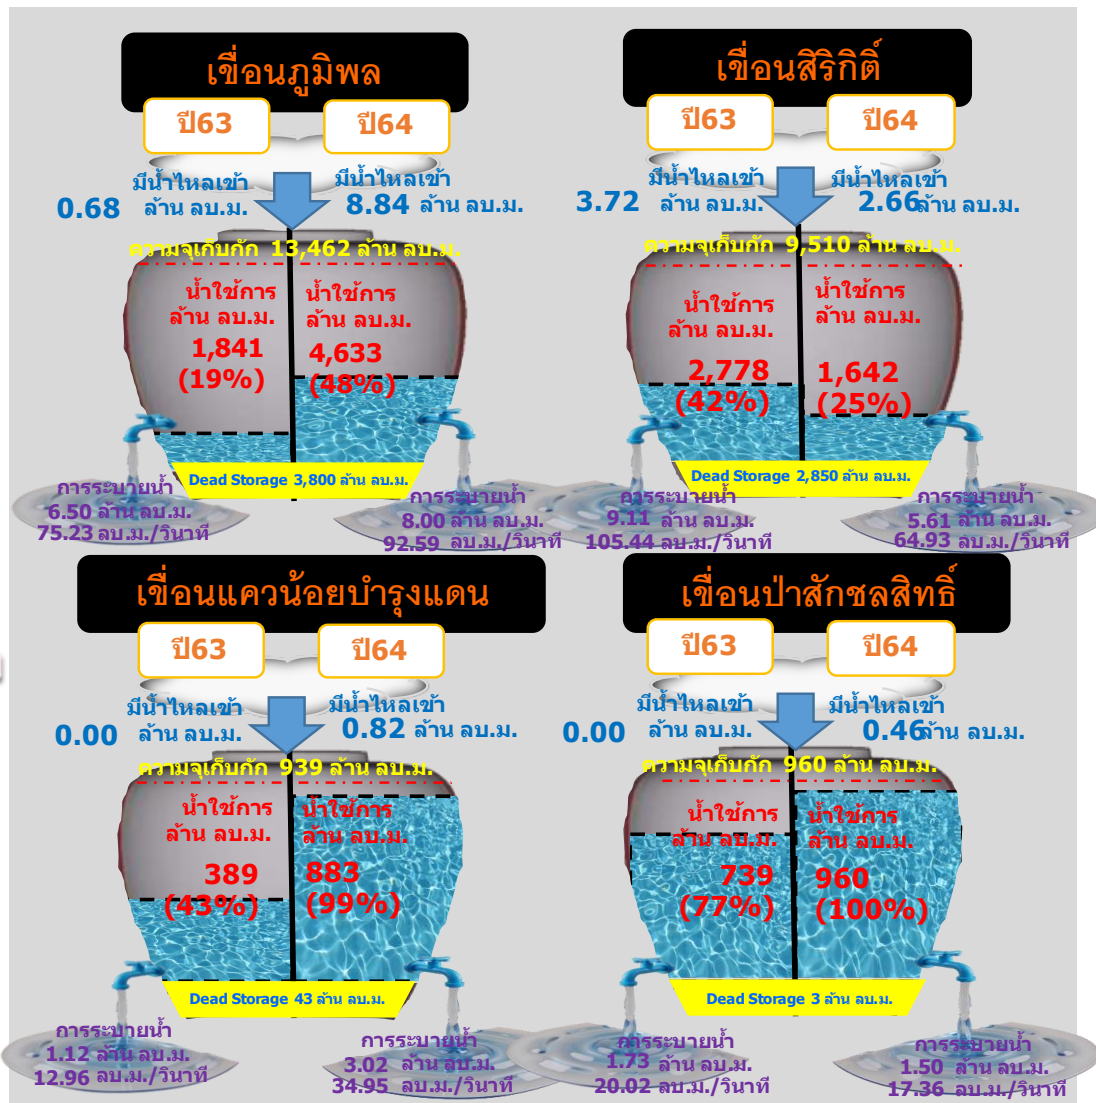 เขื่อนภูมิพล
ปี63 ปี64
มีน้ำไหลเข้า
0.68 ล้าน ลบ.ม.
มีน้ำไหลเข้า
8.84 ล้าน ลบ.ม.
ความจุเก็บกัก 13,462 ล้าน ลบ.ม.
น้ำใช้การ
ล้าน ลบ.ม.
1,841
(19%)
น้ำใช้การ
ล้าน ลบ.ม.
4,633
(48%)
Dead Storage 3,800 ล้าน ลบ.ม.
การระบายน้ำ
6.50 ล้าน ลบ.ม.
75.23 ลบ.ม./วินาที
การระบายน้ำ
8.00 ล้าน ลบ.ม.
92.59 ลบ.ม./วินาที
เขื่อนสิริกิติ์
ปี63 ปี64
มีน้ำไหลเข้า
3.72 ล้าน ลบ.ม.
มีน้ำไหลเข้า
2.66 ล้าน ลบ.ม.
ความจุเก็บกัก 9,510 ล้าน ลบ.ม.
น้ำใช้การ
ล้าน ลบ.ม.
2,778
(42%)
น้ำใช้การ
ล้าน ลบ.ม.
1,642
(25%)
Dead Storage 2,850 ล้าน ลบ.ม.
การระบายน้ำ
9.11 ล้าน ลบ.ม.
105.44 ลบ.ม./วินาที
การระบายน้ำ
5.61 ล้าน ลบ.ม.
64.93 ลบ.ม./วินาที
เขื่อนแควน้อยบำรุงแดน
ปี63 ปี64
มีน้ำไหลเข้า
0.00 ล้าน ลบ.ม.
มีน้ำไหลเข้า
0.82 ล้าน ลบ.ม.
ความจุเก็บกัก 939 ล้าน ลบ.ม.
น้ำใช้การ
ล้าน ลบ.ม.
389
(43%)
น้ำใช้การ
ล้าน ลบ.ม.
883
(99%)
Dead Storage 43 ล้าน ลบ.ม.
การระบายน้ำ
1.12 ล้าน ลบ.ม.
12.96 ลบ.ม./วินาที
การระบายน้ำ
3.02 ล้าน ลบ.ม.
34.95 ลบ.ม./วินาที
เขื่อนป่าสักชลสิทธิ์
ปี63 ปี64
มีน้ำไหลเข้า
0.00 ล้าน ลบ.ม.
มีน้ำไหลเข้า
0.46 ล้าน ลบ.ม.
ความจุเก็บกัก 960 ล้าน ลบ.ม.
น้ำใช้การ
ล้าน ลบ.ม.
739
(77%)
น้ำใช้การ
ล้าน ลบ.ม.
960
(100%)
Dead Storage 3 ล้าน ลบ.ม.
การระบายน้ำ
1.73 ล้าน ลบ.ม.
20.02 ลบ.ม./วินาที
การระบายน้ำ
1.50 ล้าน ลบ.ม.
17.36 ลบ.ม./วินาที